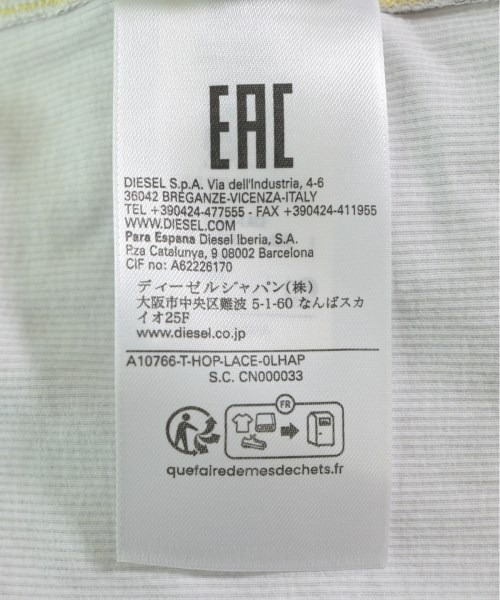 EAC
DIESEL S.p.A. Via dell'Industria, 4-6
36042 BREGANZE-VICENZA-ITALY
TEL +390424-477555 - FAX +390424-411955
WWW.DIESEL.COM
Para Espana Diesel Iberia, S.A.
P.za Catalunya, 9 08002 Barcelona
CIF no: A62226170
ディーゼルジャパン(株)
大阪市中央区難波 5-1-60 なんばスカ
イオ25F
www.diesel.co.jp
A10766-T-HOP-LACE-0LHAP
S.C. CN000033
FR
quefairedemesdechets.fr